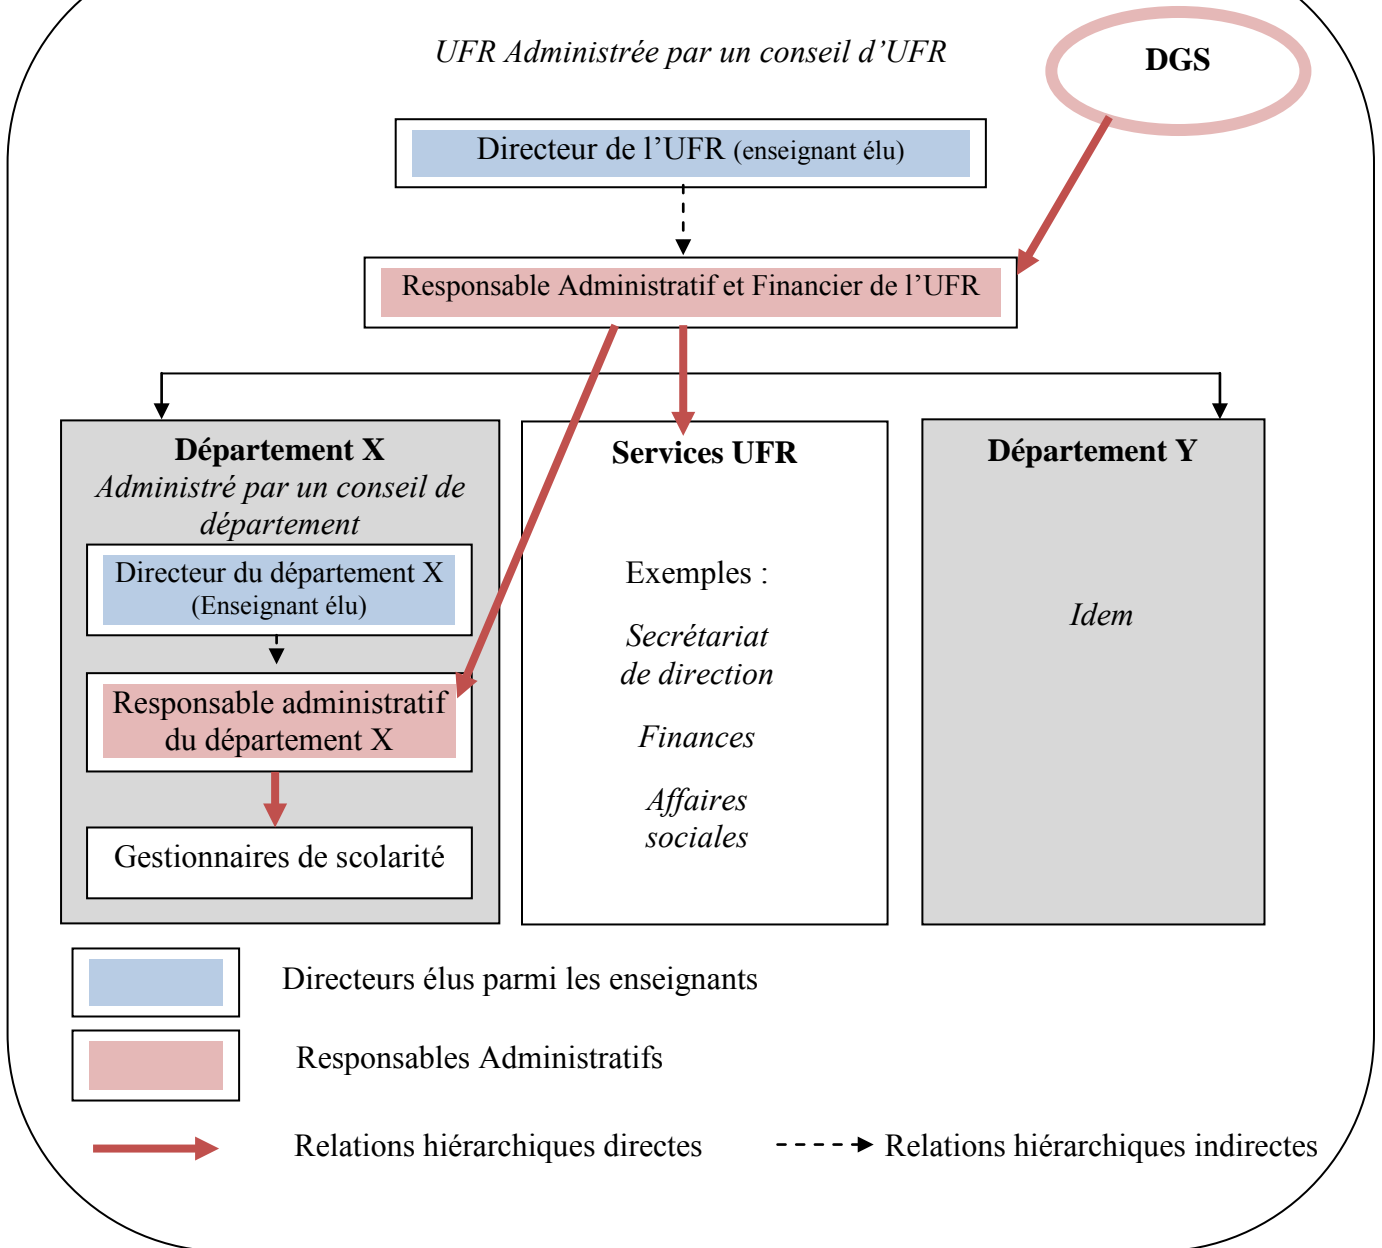 UFR Administrée par un conseil d’UFR
DGS
Directeur de l’UFR (enseignant élu)
Responsable Administratif et Financier de l’UFR
Département X
Administré par un conseil de
département
Directeur du département X
(Enseignant élu)
Responsable administratif
du département X
Gestionnaires de scolarité
Services UFR
Exemples :
Secrétariat
de direction
Finances
Affaires
sociales
Département Y
Idem
Directeurs élus parmi les enseignants
Responsables Administratifs
Relations hiérarchiques directes
Relations hiérarchiques indirectes